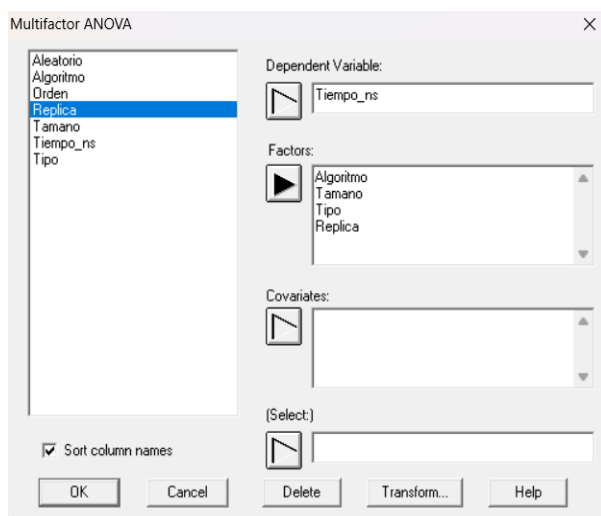 Multifactor ANOVA
Aleatorio
Algoritmo
Orden
Replica
Tamano
Tiempo_ns
Tipo
Sort column names
Dependent Variable:
Tiempo_ns
Factors:
Algoritmo
Tamano
Tipo
Replica
Covariates:
(Select:)
OK Cancel Delete Transform... Help